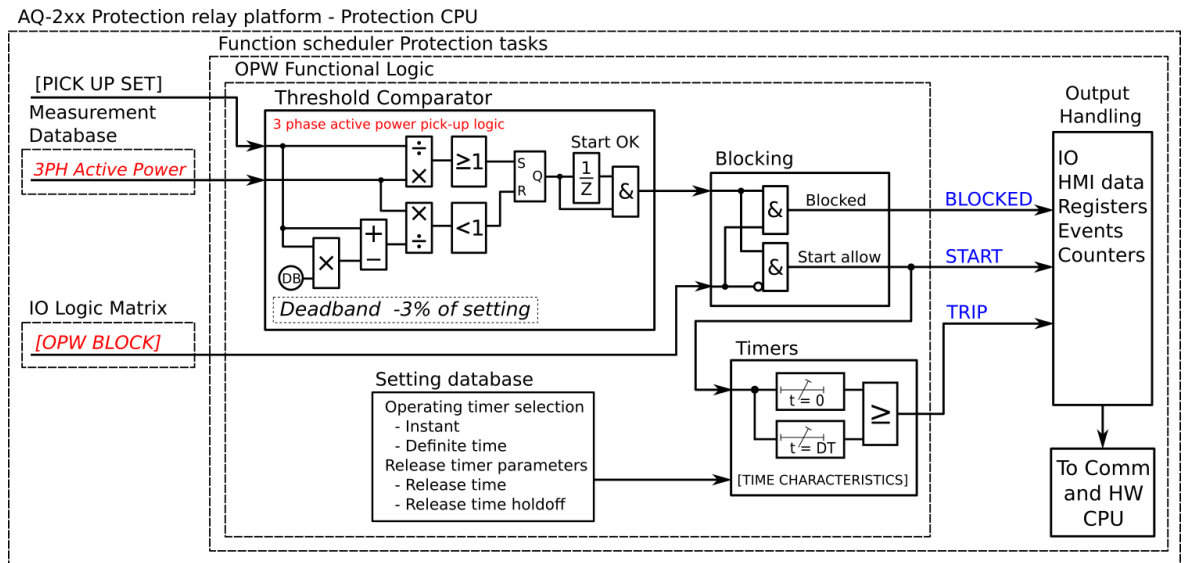 AQ-2xx Protection relay platform - Protection CPU
Function scheduler Protection tasks
OPW Functional Logic
[PICK UP SET]
Measurement
Database
3PH Active Power
Threshold Comparator
3 phase active power pick-up logic
÷
×
≥1
S
Q
R
Start OK
1
Z
&
×
÷
<1
+
−
×
DB
Deadband -3% of setting
IO Logic Matrix
[OPW BLOCK]
Blocking
&
Blocked
&
Start allow
BLOCKED
START
TRIP
Output
Handling
IO
HMI data
Registers
Events
Counters
Setting database
Operating timer selection
- Instant
- Definite time
Release timer parameters
- Release time
- Release time holdoff
Timers
t = 0
t = DT
≥
[TIME CHARACTERISTICS]
To Comm
and HW
CPU